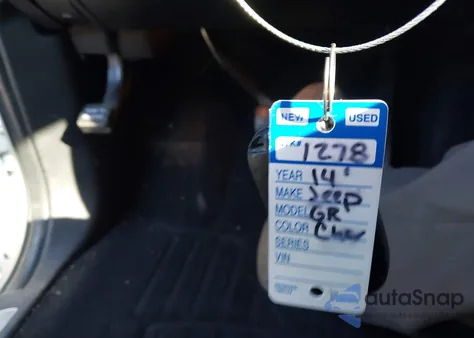 NEW USED
1278
YEAR 14'
MAKE Jeep
MODEL GR
COLOR Cher
SERIES
VIN
autaSnap